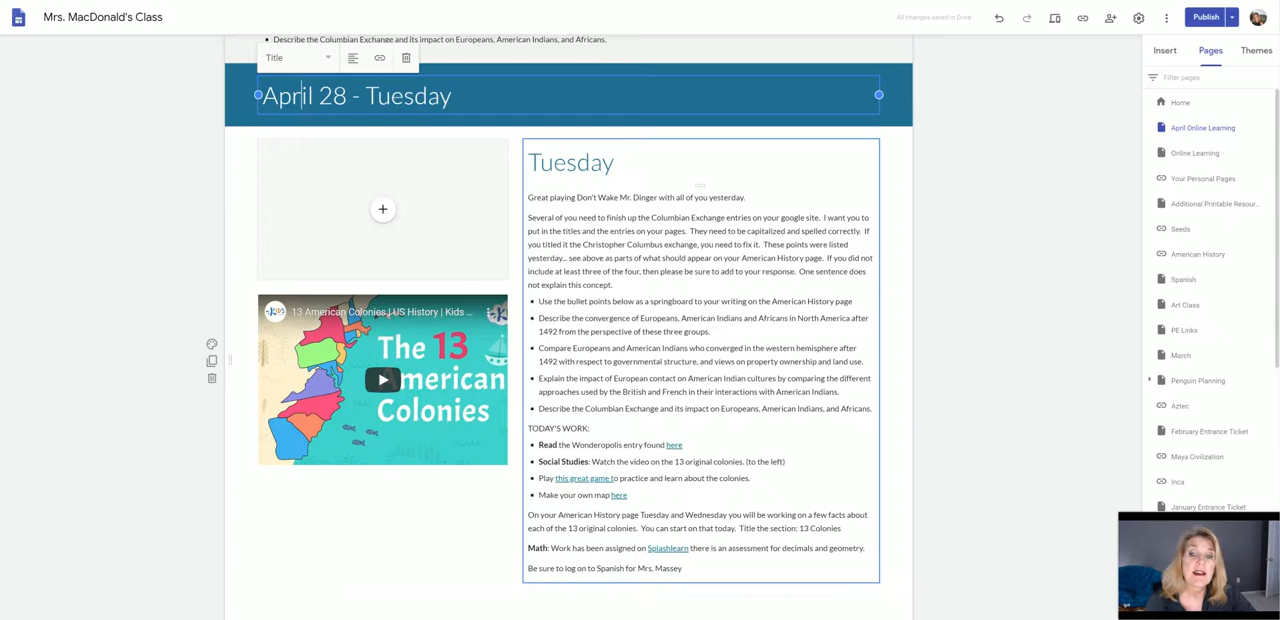 Mrs. MacDonald's Class
All changes saved in Drive
Publish
Describe the Columbian Exchange and its impact on Europeans, American Indians, and Africans.
Title
April 28 - Tuesday
Tuesday
Great playing Don't Wake Mr. Dinger with all of you yesterday.
Several of you need to finish up the Columbian Exchange entries on your google site. I want you to
put in the titles and the entries on your pages. They need to be capitalized and spelled correctly. If
you titled it the Christopher Columbus exchange, you need to fix it. These points were listed
yesterday... see above as parts of what should appear on your American History page. If you did not
include at least three of the four, then please be sure to add to your response. One sentence does
not explain this concept.
Use the bullet points below as a springboard to your writing on the American History page
Describe the convergence of Europeans, American Indians and Africans in North America after
1492 from the perspective of these three groups.
Compare Europeans and American Indians who converged in the western hemisphere after
1492 with respect to governmental structure, and views on property ownership and land use.
Explain the impact of European contact on American Indian cultures by comparing the different
approaches used by the British and French in their interactions with American Indians.
Describe the Columbian Exchange and its impact on Europeans, American Indians, and Africans.
TODAY'S WORK:
Read the Wonderopolis entry found here
Social Studies: Watch the video on the 13 original colonies. (to the left)
Play this great game to practice and learn about the colonies.
Make your own map here
On your American History page Tuesday and Wednesday you will be working on a few facts about
each of the 13 original colonies. You can start on that today. Title the section: 13 Colonies
Math: Work has been assigned on Splashlearn there is an assessment for decimals and geometry.
Be sure to log on to Spanish for Mrs. Massey
13 American Colonies | US History | Kids ...
The 13
American
Colonies
Insert
Pages
Themes
Filter pages
Home
April Online Learning
Online Learning
Your Personal Pages
Additional Printable Resour...
Seeds
American History
Spanish
Art Class
PE Links
March
Penguin Planning
Aztec
February Entrance Ticket
Maya Civilization
Inca
January Entrance Ticket